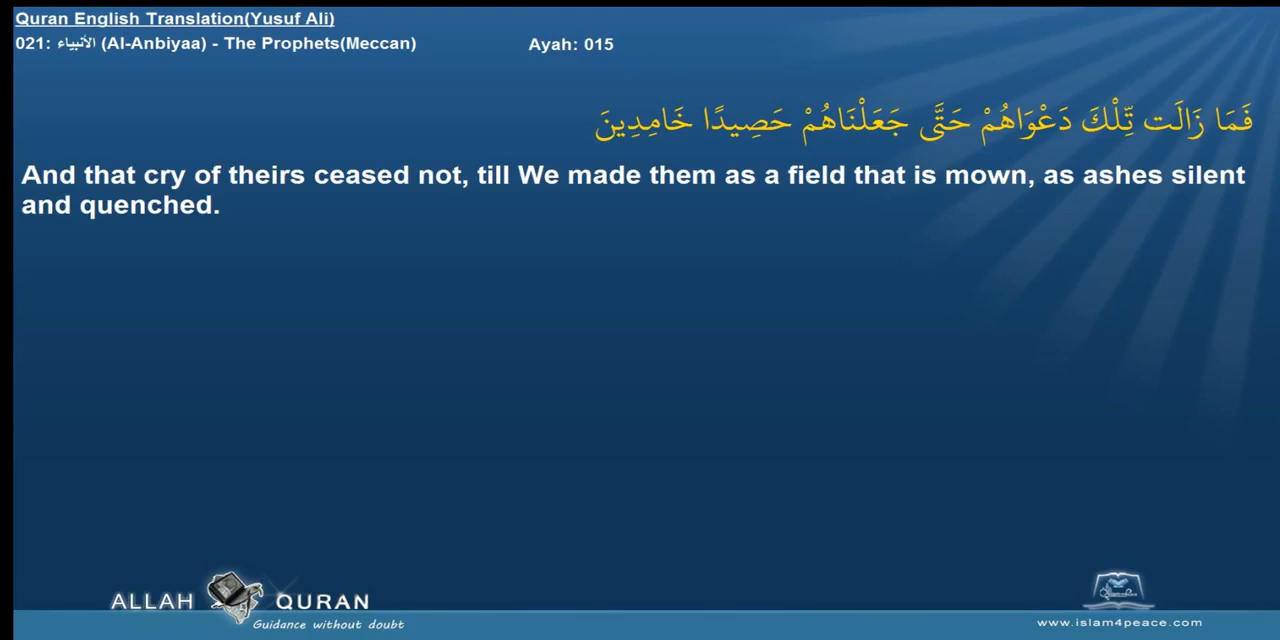 Quran English Translation(Yusuf Ali)
021: الأنبياء (Al-Anbiyaa) - The Prophets(Meccan) Ayah: 015
فَمَا زَالَت تِّلْكَ دَعْوَاهُمْ حَتَّى جَعَلْنَاهُمْ حَصِيدًا خَامِدِينَ
And that cry of theirs ceased not, till We made them as a field that is mown, as ashes silent
and quenched.
ALLAH QURAN
Guidance without doubt
www.islam4peace.com